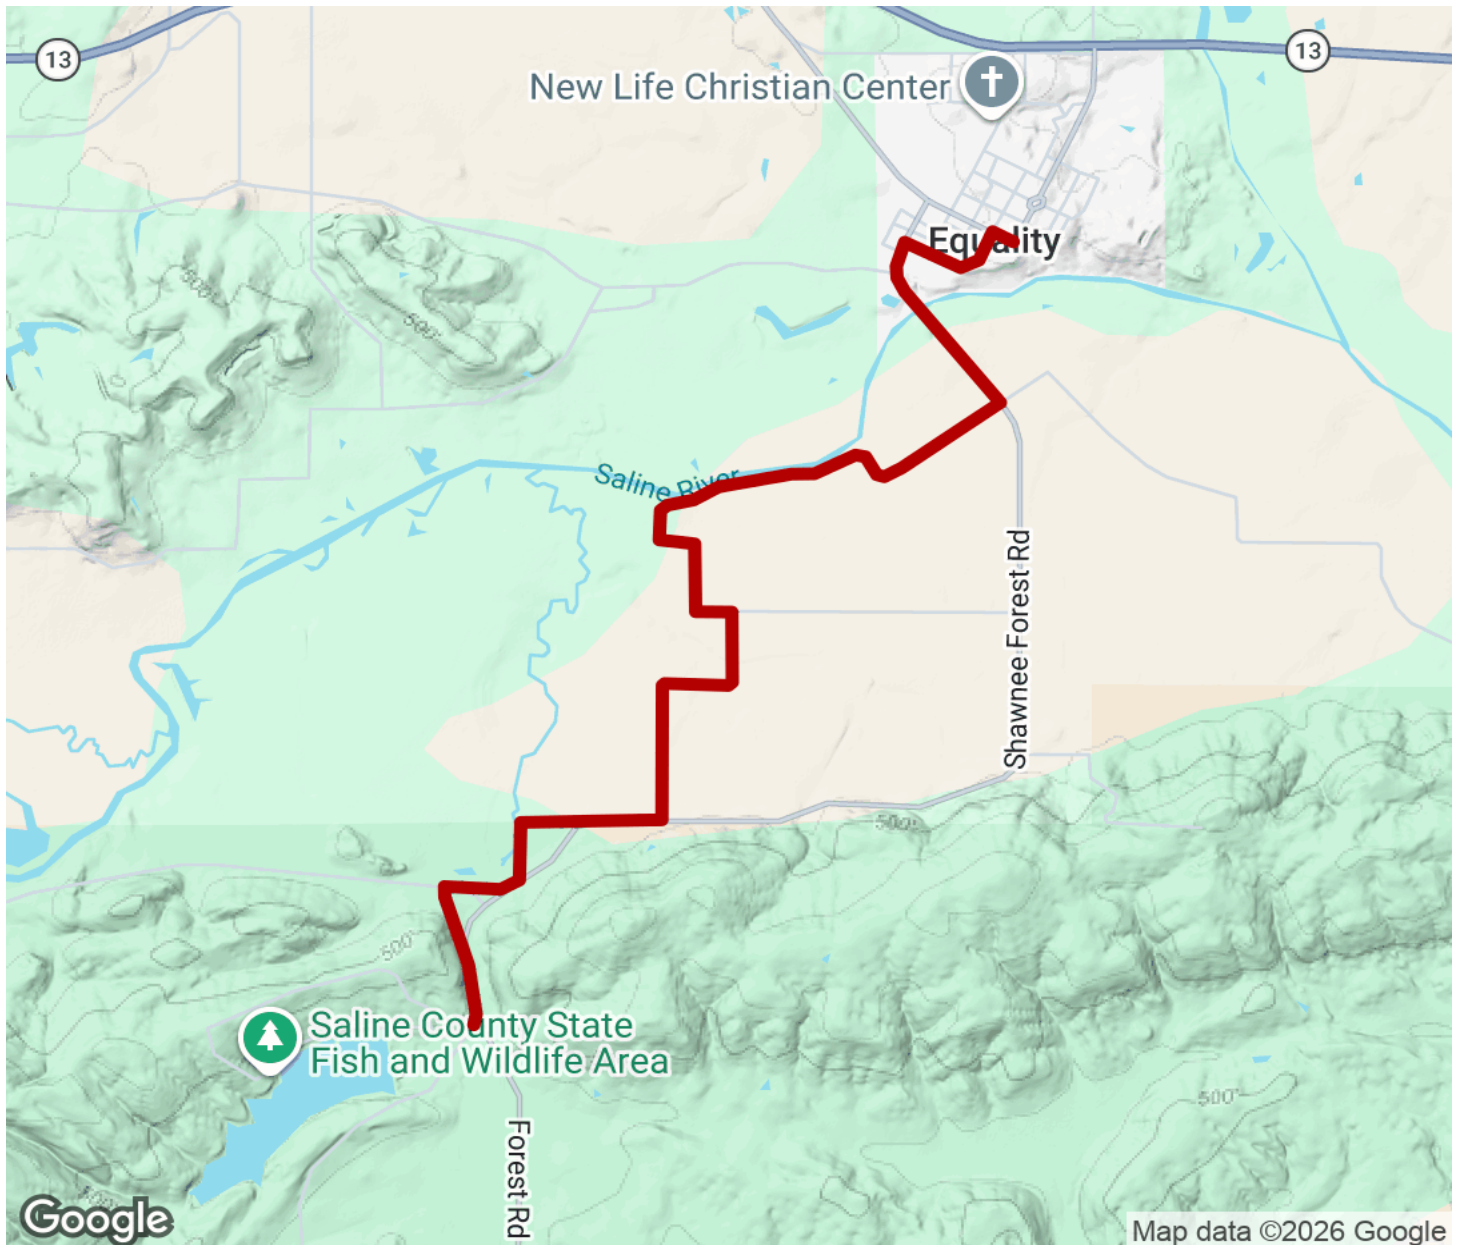 13
13
New Life Christian Center
Equality
500'
500'
Saline River
Shawnee Forest Rd
500'
500'
Saline County State
Fish and Wildlife Area
500'
Forest Rd
500'
Google
Map data ©2026 Google